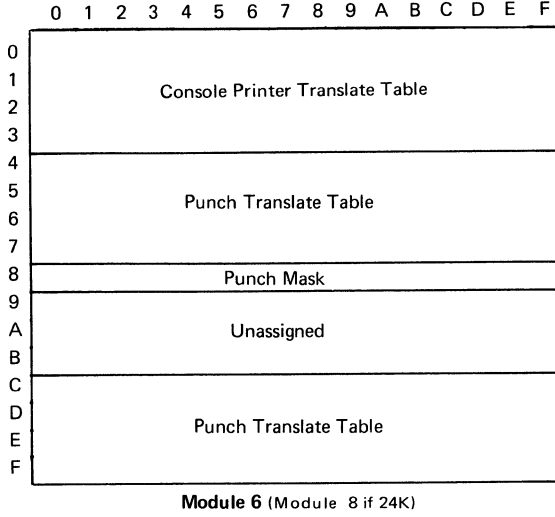 0 1 2 3 4 5 6 7 8 9 A B C D E F
0
1
Console Printer Translate Table
2
3
4
5
Punch Translate Table
6
7
8 Punch Mask
9
A Unassigned
B
C
D
Punch Translate Table
E
F
Module 6 (Module 8 if 24K)